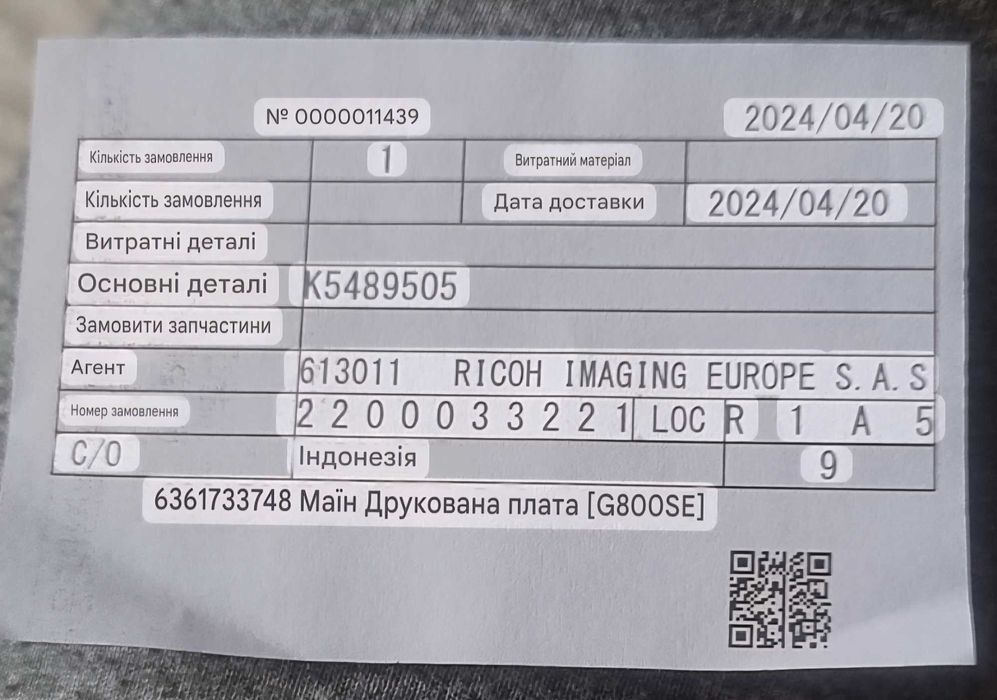 № 0000011439 2024/04/20
Кількість замовлення 1 Витратний матеріал
Кількість замовлення Дата доставки 2024/04/20
Витратні деталі
Основні деталі K5489505
Замовити запчастини
Агент 613011 RICOH IMAGING EUROPE S.A.S
Номер замовлення 2200033221 LOC R 1 A 5
C/O Індонезія 9
6361733748 Маїн Друкована плата [G800SE]